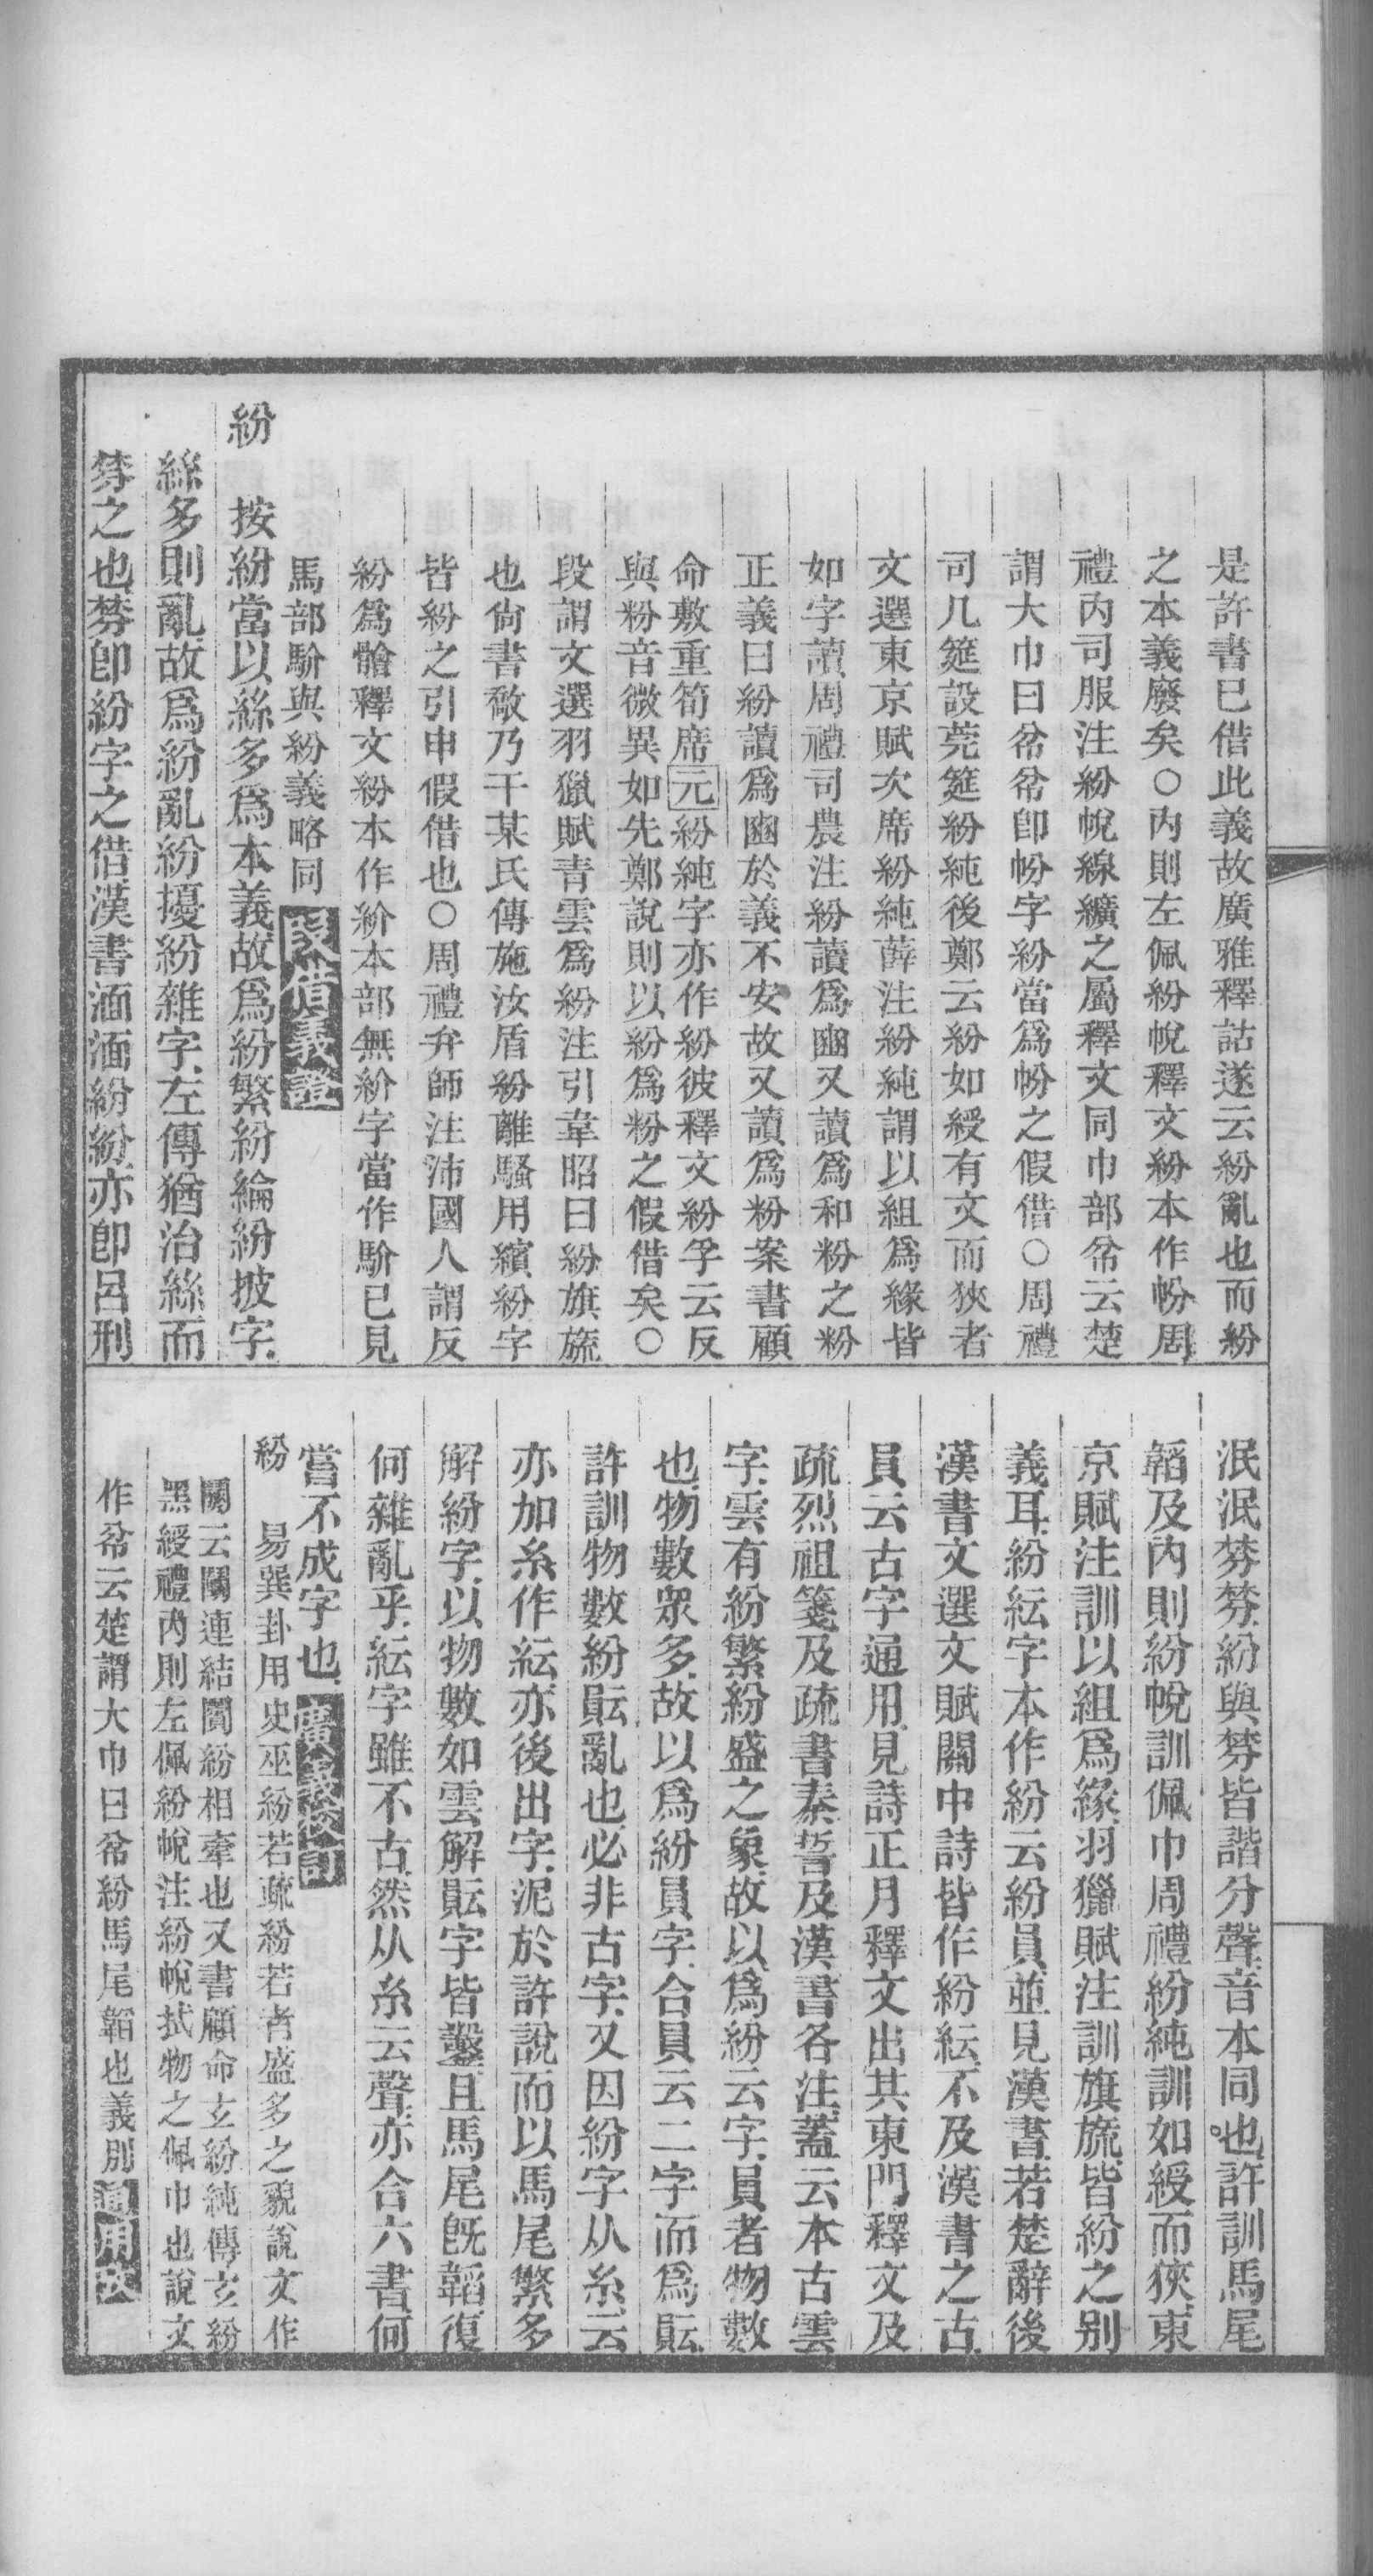 是許書已借此義故廣雅釋詁遂云紛亂也而紛
之本義廢矣○內則左佩紛帨釋文紛本作帉周
禮內司服注紛帨線纊之屬釋文同巾部帉云楚
謂大巾曰帉帉卽帉字紛當爲帉之假借○周禮
司几筵設莞筵紛純後鄭云紛如綬有文而狹者
文選東京賦次席紛純薛注紛純謂以組爲緣皆
如字讀周禮司農注紛讀爲豳又讀爲和粉之粉
正義曰紛讀爲豳於義不安故又讀爲粉案書顧
命敷重筍席元紛純字亦作紛彼釋文紛孚云反
與粉音微異如先鄭說則以紛爲粉之假借矣○
段謂文選羽獵賦靑雲爲紛注引韋昭曰紛旗旒
也尙書敿乃干某氏傳施汝盾紛離騷用繽紛字
皆紛之引申假借也○周禮弁師注沛國人謂反
紛爲䯤釋文紛本作紒本部無紒字當作馻已見
馬部馻與紛義略同 段借義證
紛 按紛當以絲多爲本義故爲紛繁紛綸紛披字
絲多則亂故爲紛亂紛擾紛雜字左傳猶治絲而
棼之也棼卽紛字之借漢書湎湎紛紛亦卽呂刑
泯泯棼棼紛與棼皆諧分聲音本同也許訓馬尾
韜及內則紛帨訓佩巾周禮紛純訓如綬而狹東
京賦注訓以組爲緣羽獵賦注訓旗旒皆紛之別
義耳紛紜字本作紛云紛員並見漢書若楚辭後
漢書文選文賦關中詩皆作紛紜不及漢書之古
員云古字通用見詩正月釋文出其東門釋文及
疏烈祖箋及疏書秦誓及漢書各注蓋云本古雲
字雲有紛繁紛盛之象故以爲紛云字員者物數
也物數衆多故以爲紛員字合員云二字而爲䝟
許訓物數紛䝟亂也必非古字又因紛字从糸云
亦加糸作紜亦後出字泥於許說而以馬尾繁多
解紛字以物數如雲解䝟字皆鑿且馬尾旣韜復
何雜亂乎紜字雖不古然从糸云聲亦合六書何
嘗不成字也 廣義校訂
紛 易巽卦用史巫紛若疏紛若者盛多之貌說文作
闠云鬭連結闠紛相牽也又書顧命玄紛純傳玄紛
黑綬禮內則左佩紛帨注紛帨拭物之佩巾也說文
作帉云楚謂大巾曰帉紛馬尾韜也義別 通用文